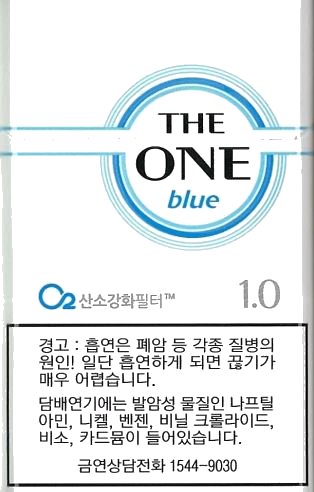 THE
ONE
blue
O2 산소강화필터™
1.0
경고 : 흡연은 폐암 등 각종 질병의
원인! 일단 흡연하게 되면 끊기가
매우 어렵습니다.
담배연기에는 발암성 물질인 나프틸
아민, 니켈, 벤젠, 비닐 크롤라이드,
비소, 카드뮴이 들어있습니다.
금연상담전화 1544-9030